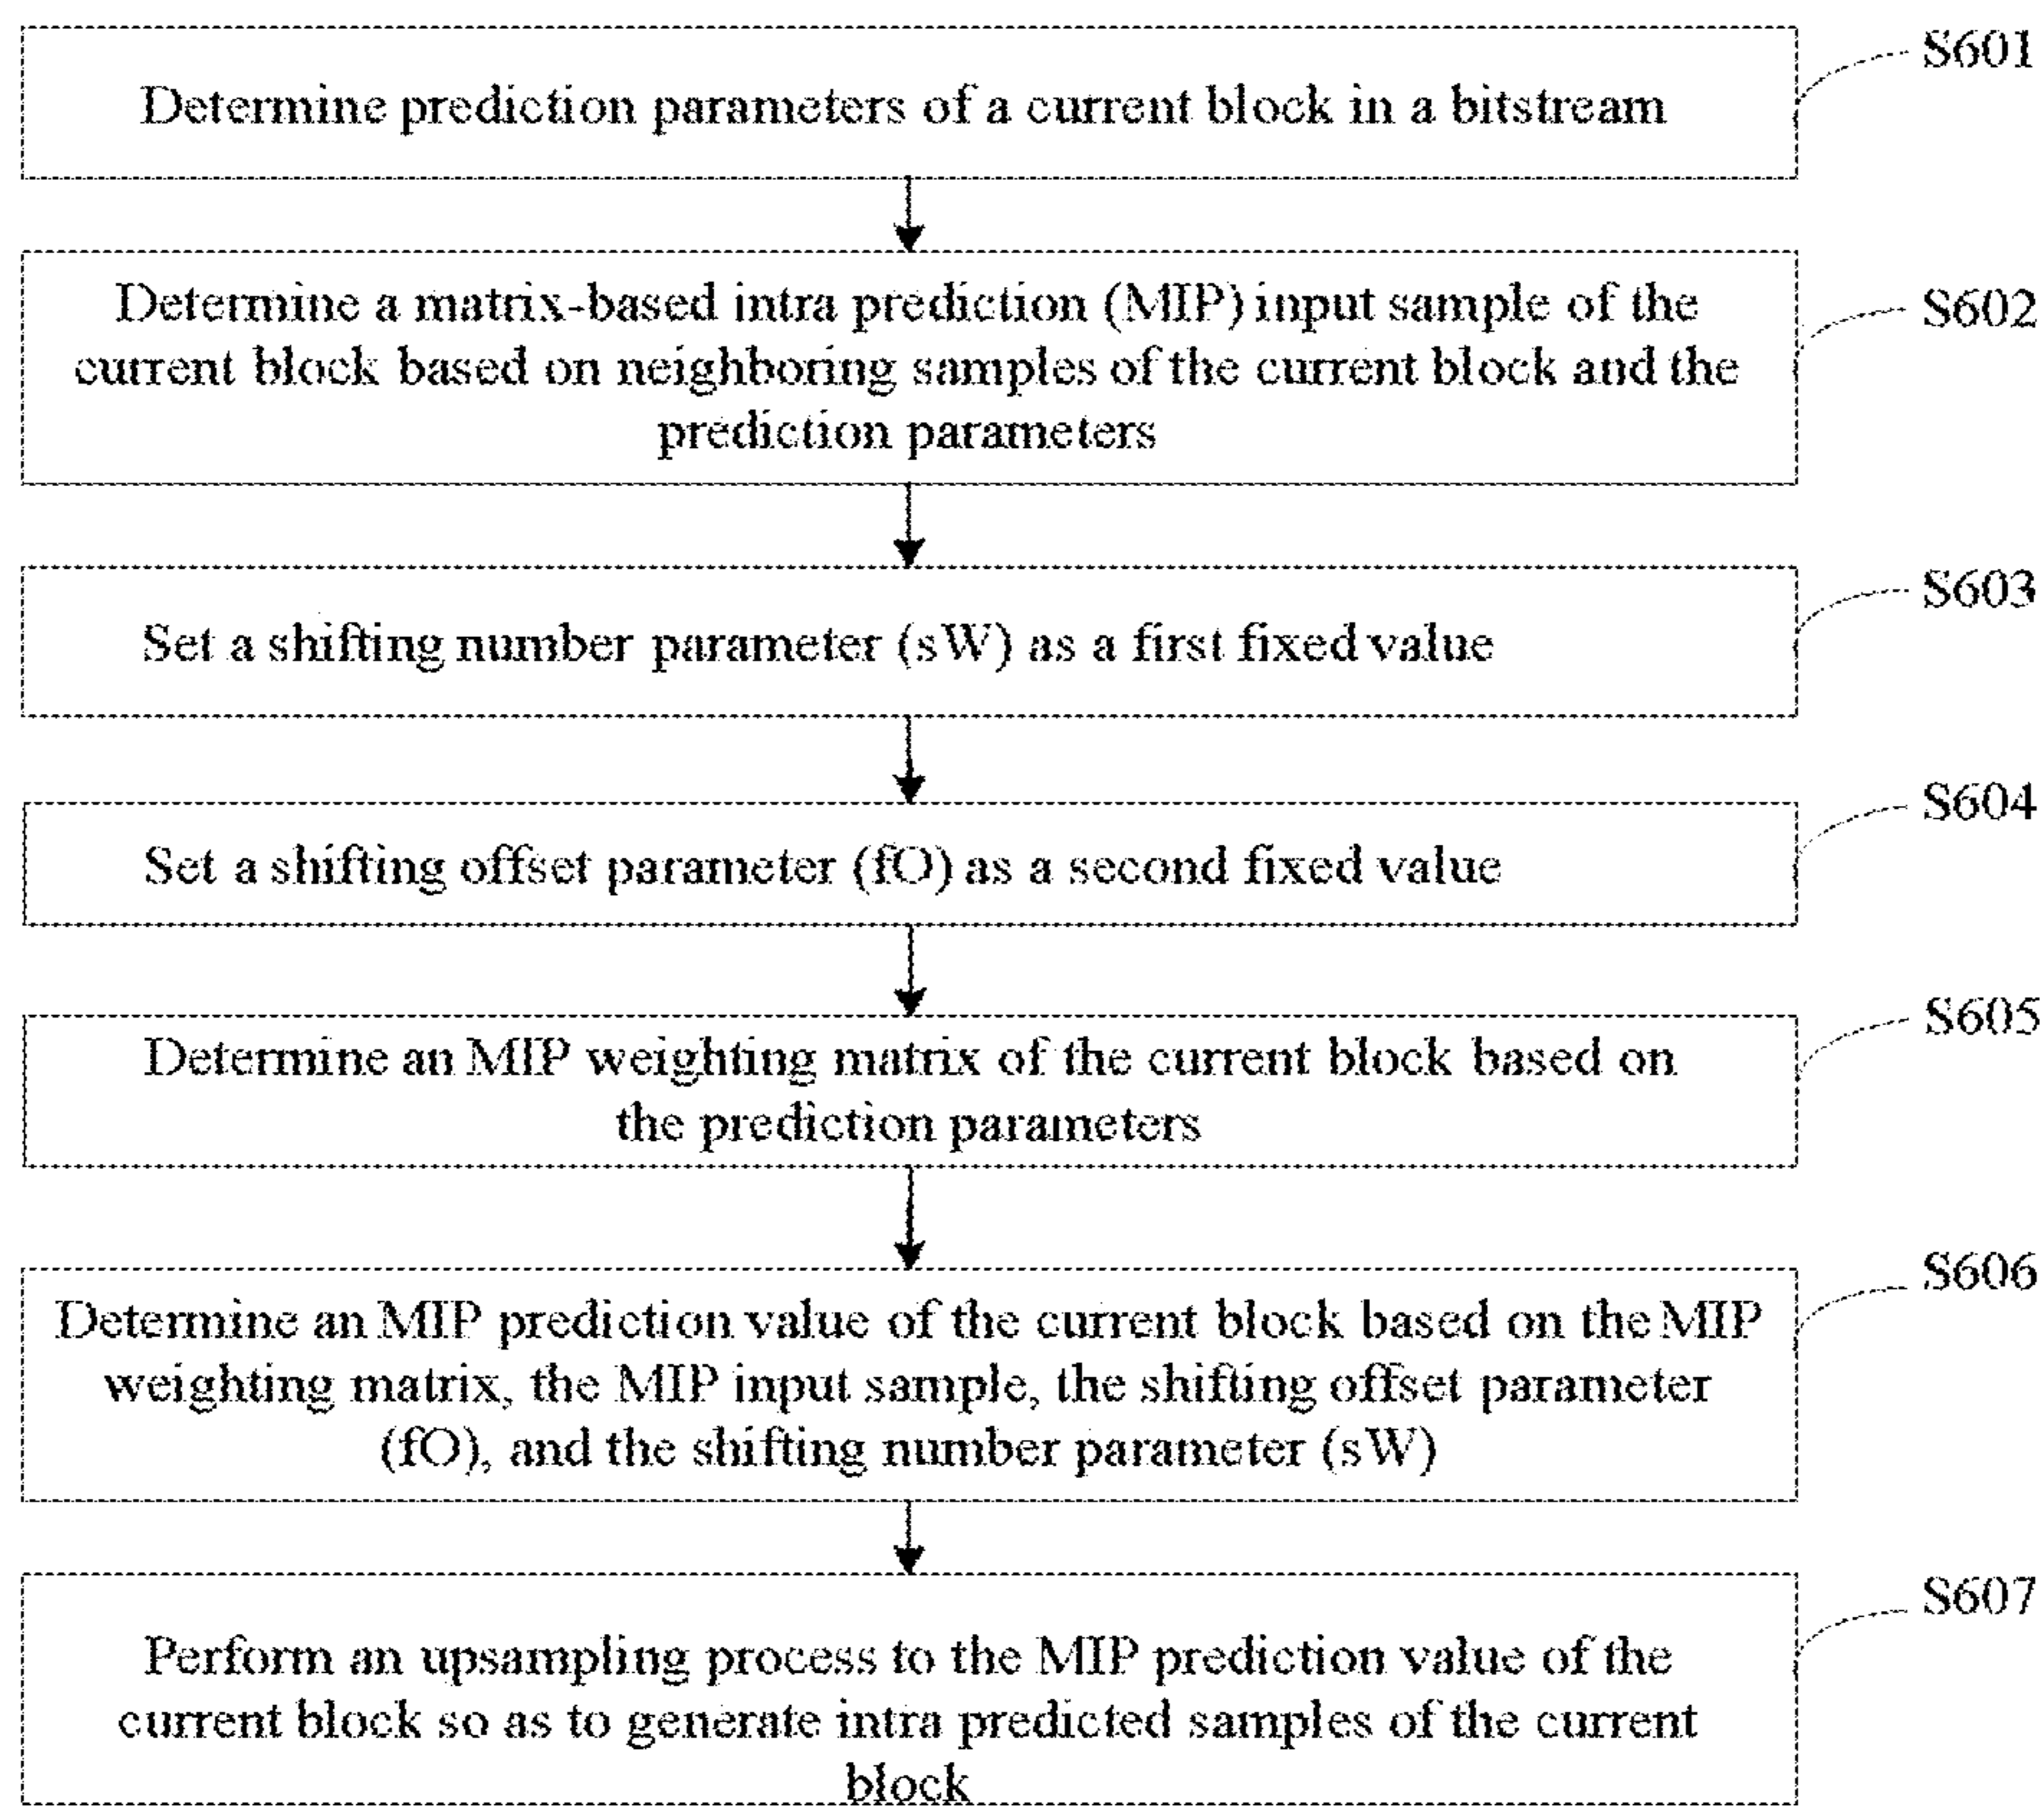 S601
Determine prediction parameters of a current block in a bitstream
S602
Determine a matrix-based intra prediction (MIP) input sample of the
current block based on neighboring samples of the current block and the
prediction parameters
S603
Set a shifting number parameter (sW) as a first fixed value
S604
Set a shifting offset parameter (fO) as a second fixed value
S605
Determine an MIP weighting matrix of the current block based on
the prediction parameters
S606
Determine an MIP prediction value of the current block based on the MIP
weighting matrix, the MIP input sample, the shifting offset parameter
(fO), and the shifting number parameter (sW)
S607
Perform an upsampling process to the MIP prediction value of the
current block so as to generate intra predicted samples of the current
block